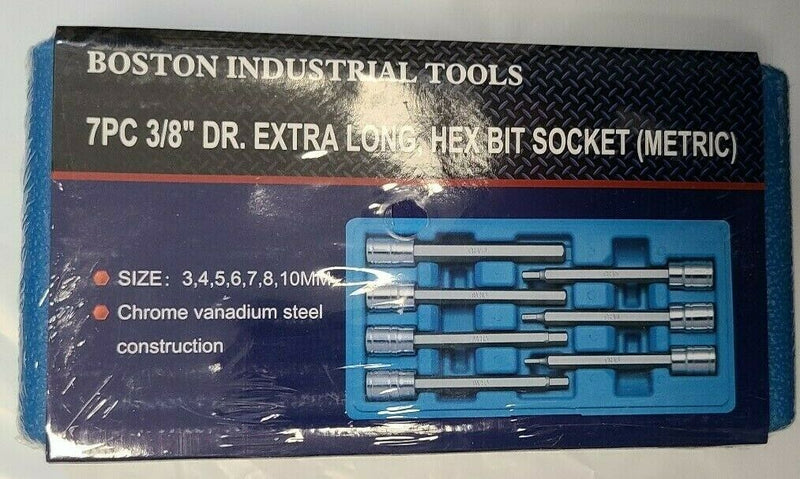 BOSTON INDUSTRIAL TOOLS
7PC 3/8" DR. EXTRA LONG, HEX BIT SOCKET (METRIC)
SIZE: 3,4,5,6,7,8,10MM
Chrome vanadium steel
construction